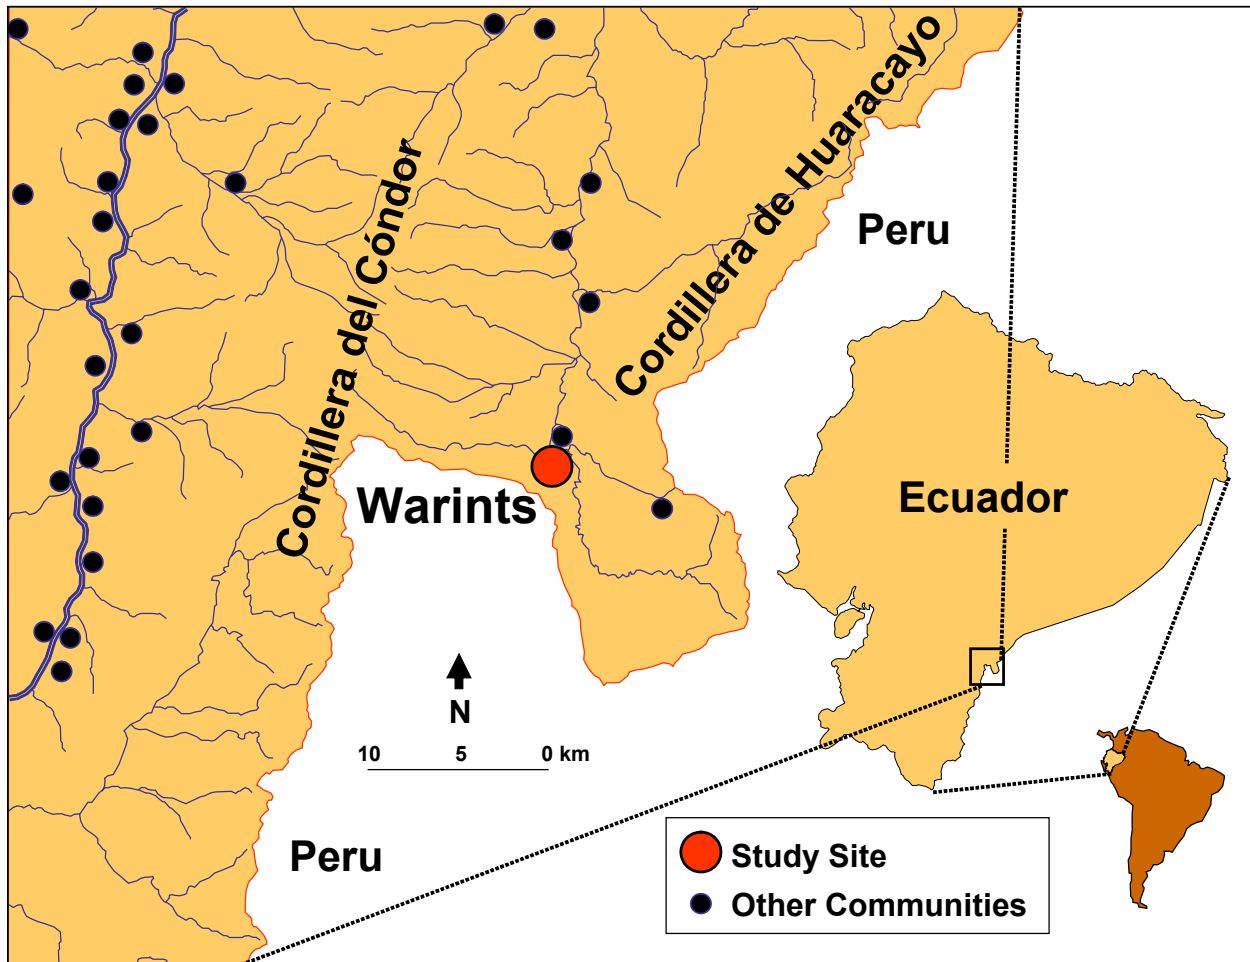 Cordillera de Huaracayo
Cordillera del Cóndor
Peru
Ecuador
Warints
N
10 5 0 km
Peru
Study Site
Other Communities